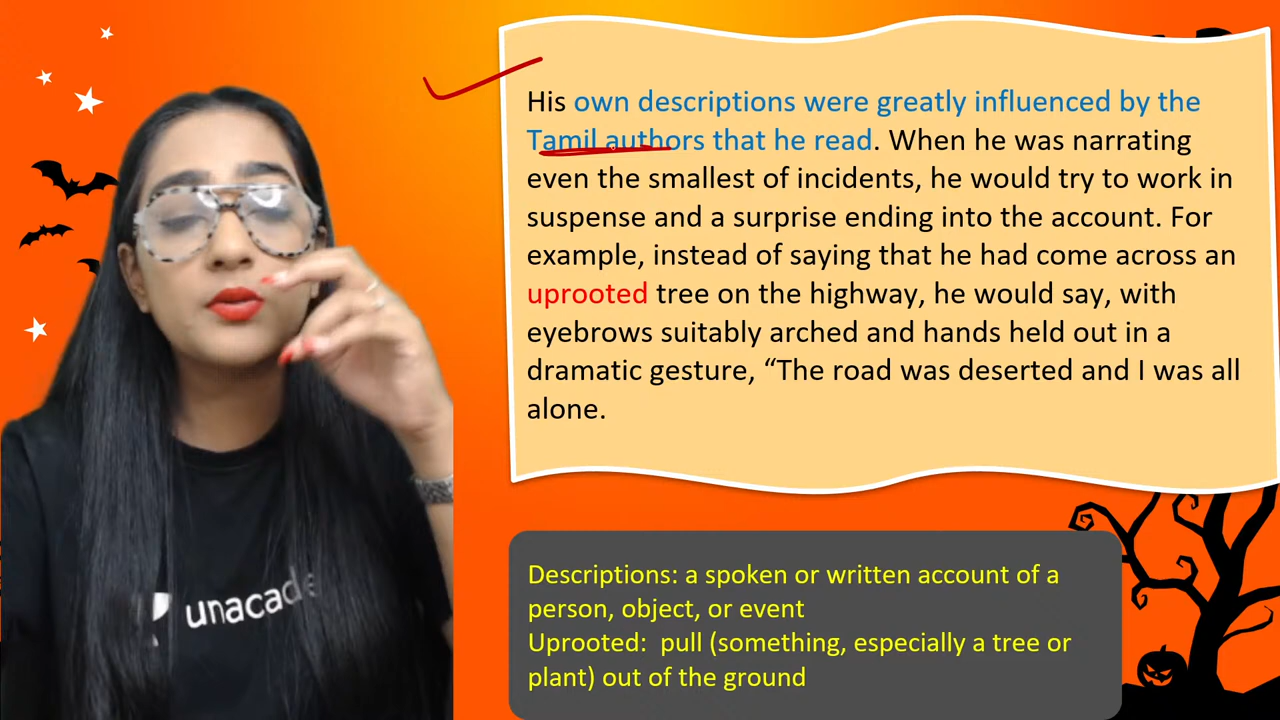 His own descriptions were greatly influenced by the
Tamil authors that he read. When he was narrating
even the smallest of incidents, he would try to work in
suspense and a surprise ending into the account. For
example, instead of saying that he had come across an
uprooted tree on the highway, he would say, with
eyebrows suitably arched and hands held out in a
dramatic gesture, “The road was deserted and I was all
alone.
Descriptions: a spoken or written account of a
person, object, or event
Uprooted:  pull (something, especially a tree or
plant) out of the ground
unacade